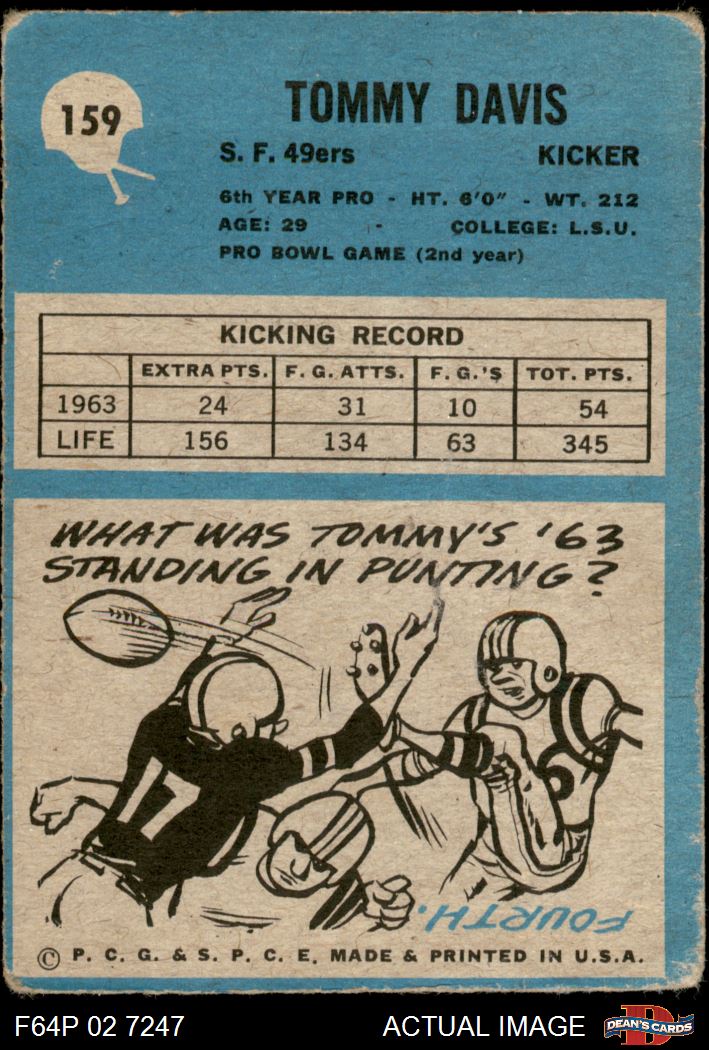 159
TOMMY DAVIS
S. F. 49ers KICKER
6th YEAR PRO - HT. 6'0" - WT. 212
AGE: 29 - COLLEGE: L.S.U.
PRO BOWL GAME (2nd year)
KICKING RECORD
EXTRA PTS. F. G. ATTS. F. G.'S TOT. PTS.
1963 24 31 10 54
LIFE 156 134 63 345
WHAT WAS TOMMY'S '63
STANDING IN PUNTING?
17
FOURTH.
© P. C. G. & S. P. C. E. MADE & PRINTED IN U.S.A.
F64P 02 7247 ACTUAL IMAGE D DEAN'S CARDS